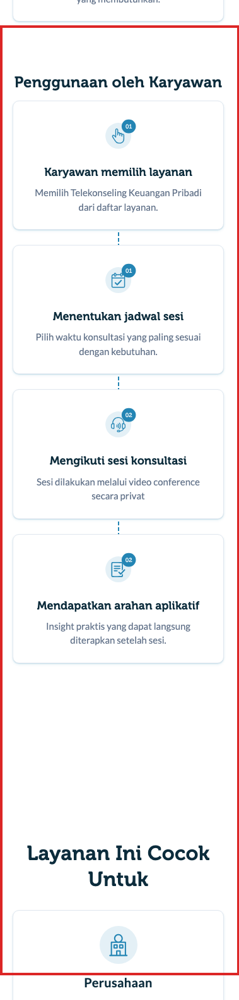 yang membutuhkan.
Penggunaan oleh Karyawan
01
Karyawan memilih layanan
Memilih Telekonseling Keuangan Pribadi
dari daftar layanan.
01
Menentukan jadwal sesi
Pilih waktu konsultasi yang paling sesuai
dengan kebutuhan.
02
Mengikuti sesi konsultasi
Sesi dilakukan melalui video conference
secara privat
02
Mendapatkan arahan aplikatif
Insight praktis yang dapat langsung
diterapkan setelah sesi.
Layanan Ini Cocok
Untuk
Perusahaan